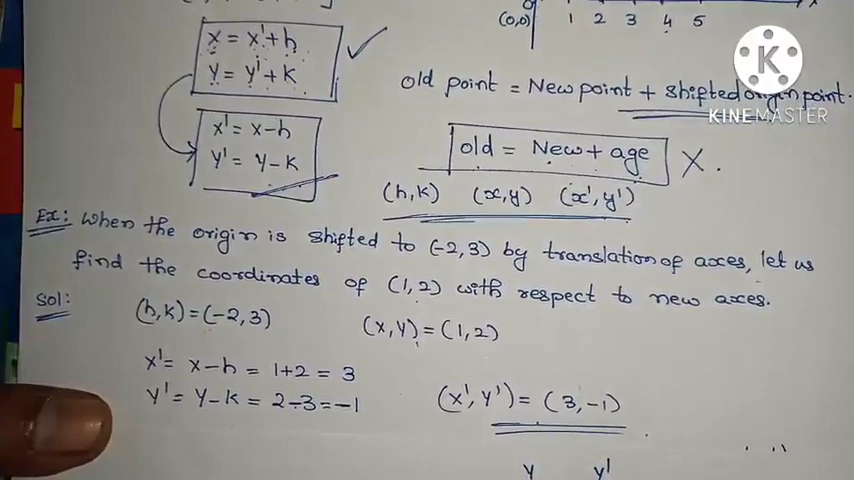 x = x' + h
y = y' + k
x' = x - h
y' = y - k
(0,0) 1 2 3 4 5
Old point = New point + shifted origin point.
K
KINEMASTER
old = New + age X.
(h,k) (x,y) (x',y')
Ex: When the origin is shifted to (-2,3) by translation of axes, let us
find the coordinates of (1,2) with respect to new axes.
Sol:
(h,k) = (-2,3) (x,y) = (1,2)
x' = x-h = 1+2 = 3
y' = y-k = 2-3 = -1
(x', y') = (3,-1)
y y'